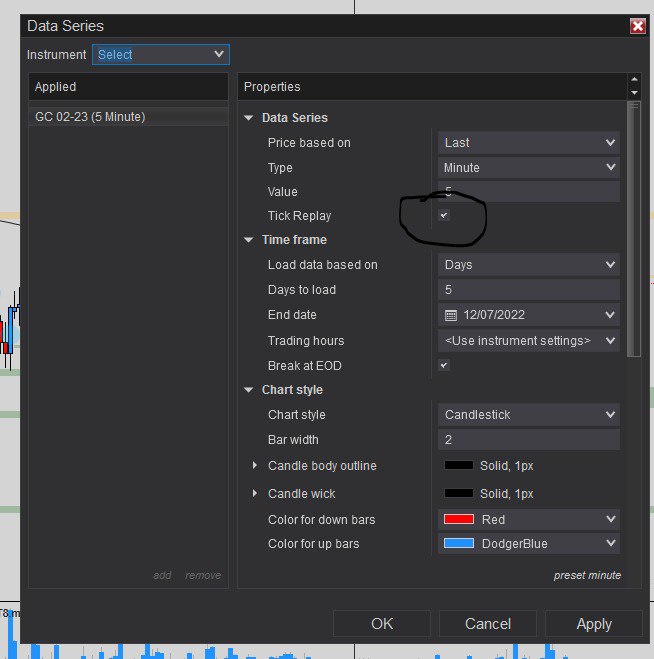 Data Series
Instrument Select
Applied
Properties
GC 02-23 (5 Minute)
Data Series
Price based on Last
Type Minute
Value 5
Tick Replay
Time frame
Load data based on Days
Days to load 5
End date 12/07/2022
Trading hours <Use instrument settings>
Break at EOD
Chart style
Chart style Candlestick
Bar width 2
Candle body outline Solid, 1px
Candle wick Solid, 1px
Color for down bars Red
Color for up bars DodgerBlue
add remove
preset minute
OK Cancel Apply